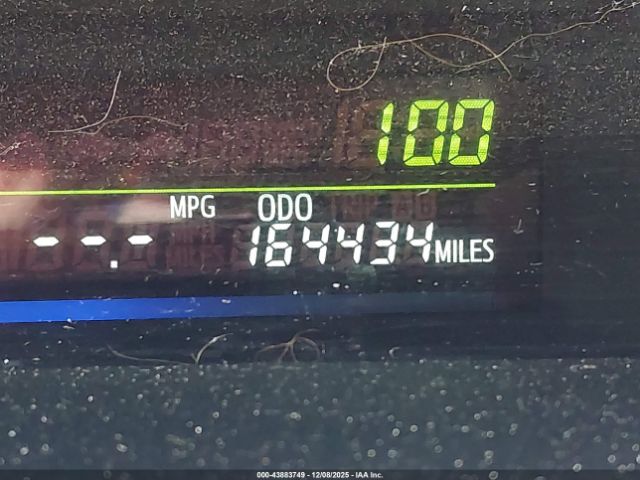 100
MPG ODO
--.- 164434 MILES
000-43883749 - 12/08/2025 - IAA Inc.